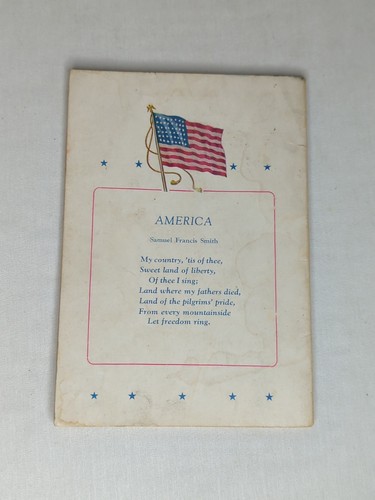 AMERICA
Samuel Francis Smith
My country, 'tis of thee,
Sweet land of liberty,
Of thee I sing;
Land where my fathers died,
Land of the pilgrims' pride,
From every mountainside
Let freedom ring.